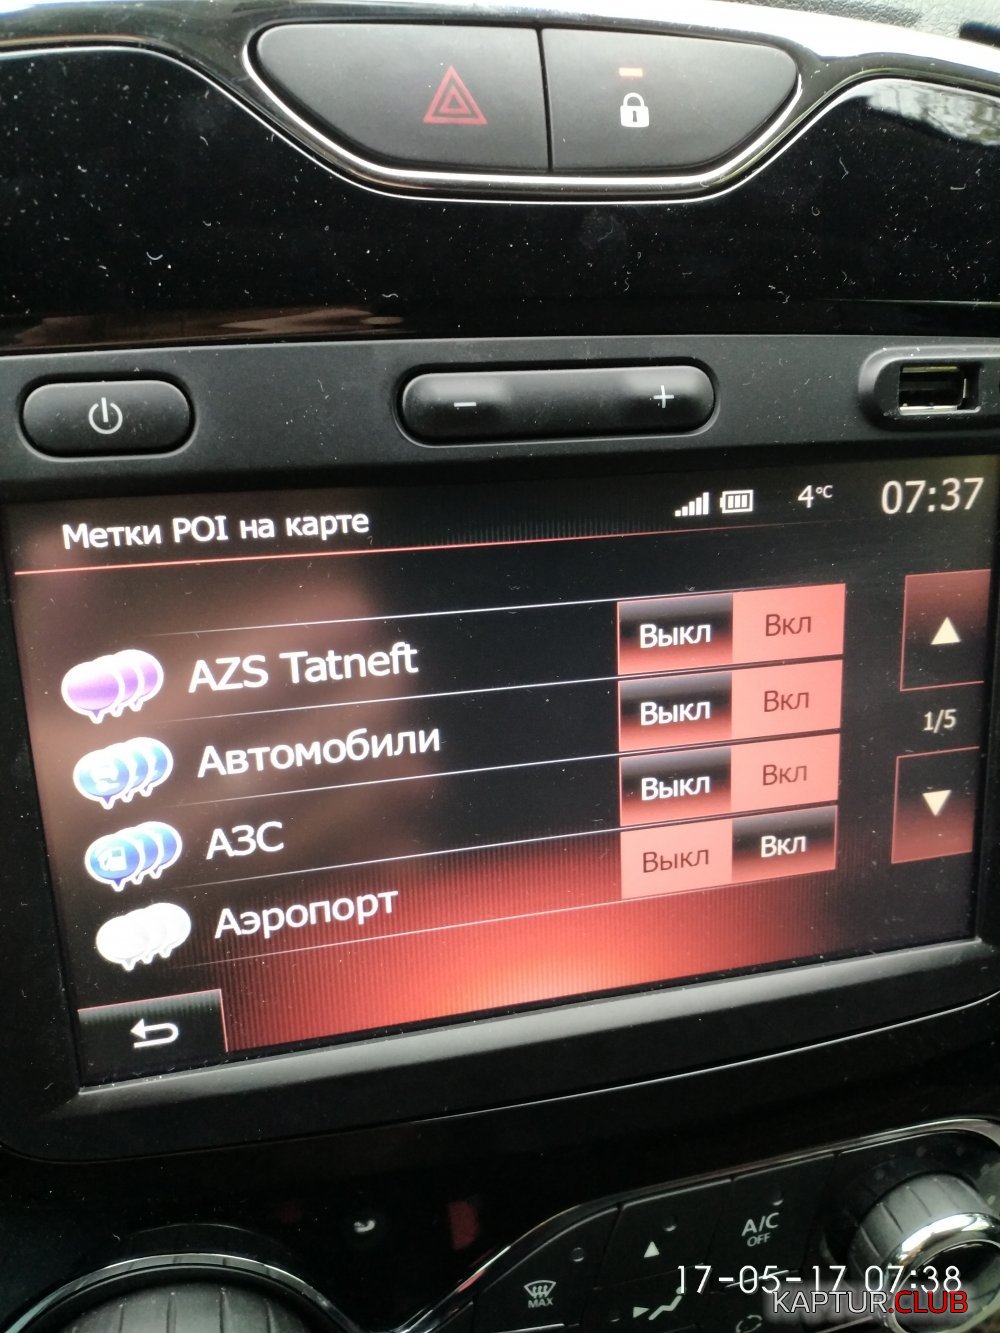 Метки POI на карте
4°C
07:37
AZS Tatneft
Выкл
Вкл
Автомобили
Выкл
Вкл
1/5
АЗС
Выкл
Вкл
Аэропорт
Выкл
Вкл
A/C
OFF
MAX
17-05-17 07:38
KAPTUR.CLUB